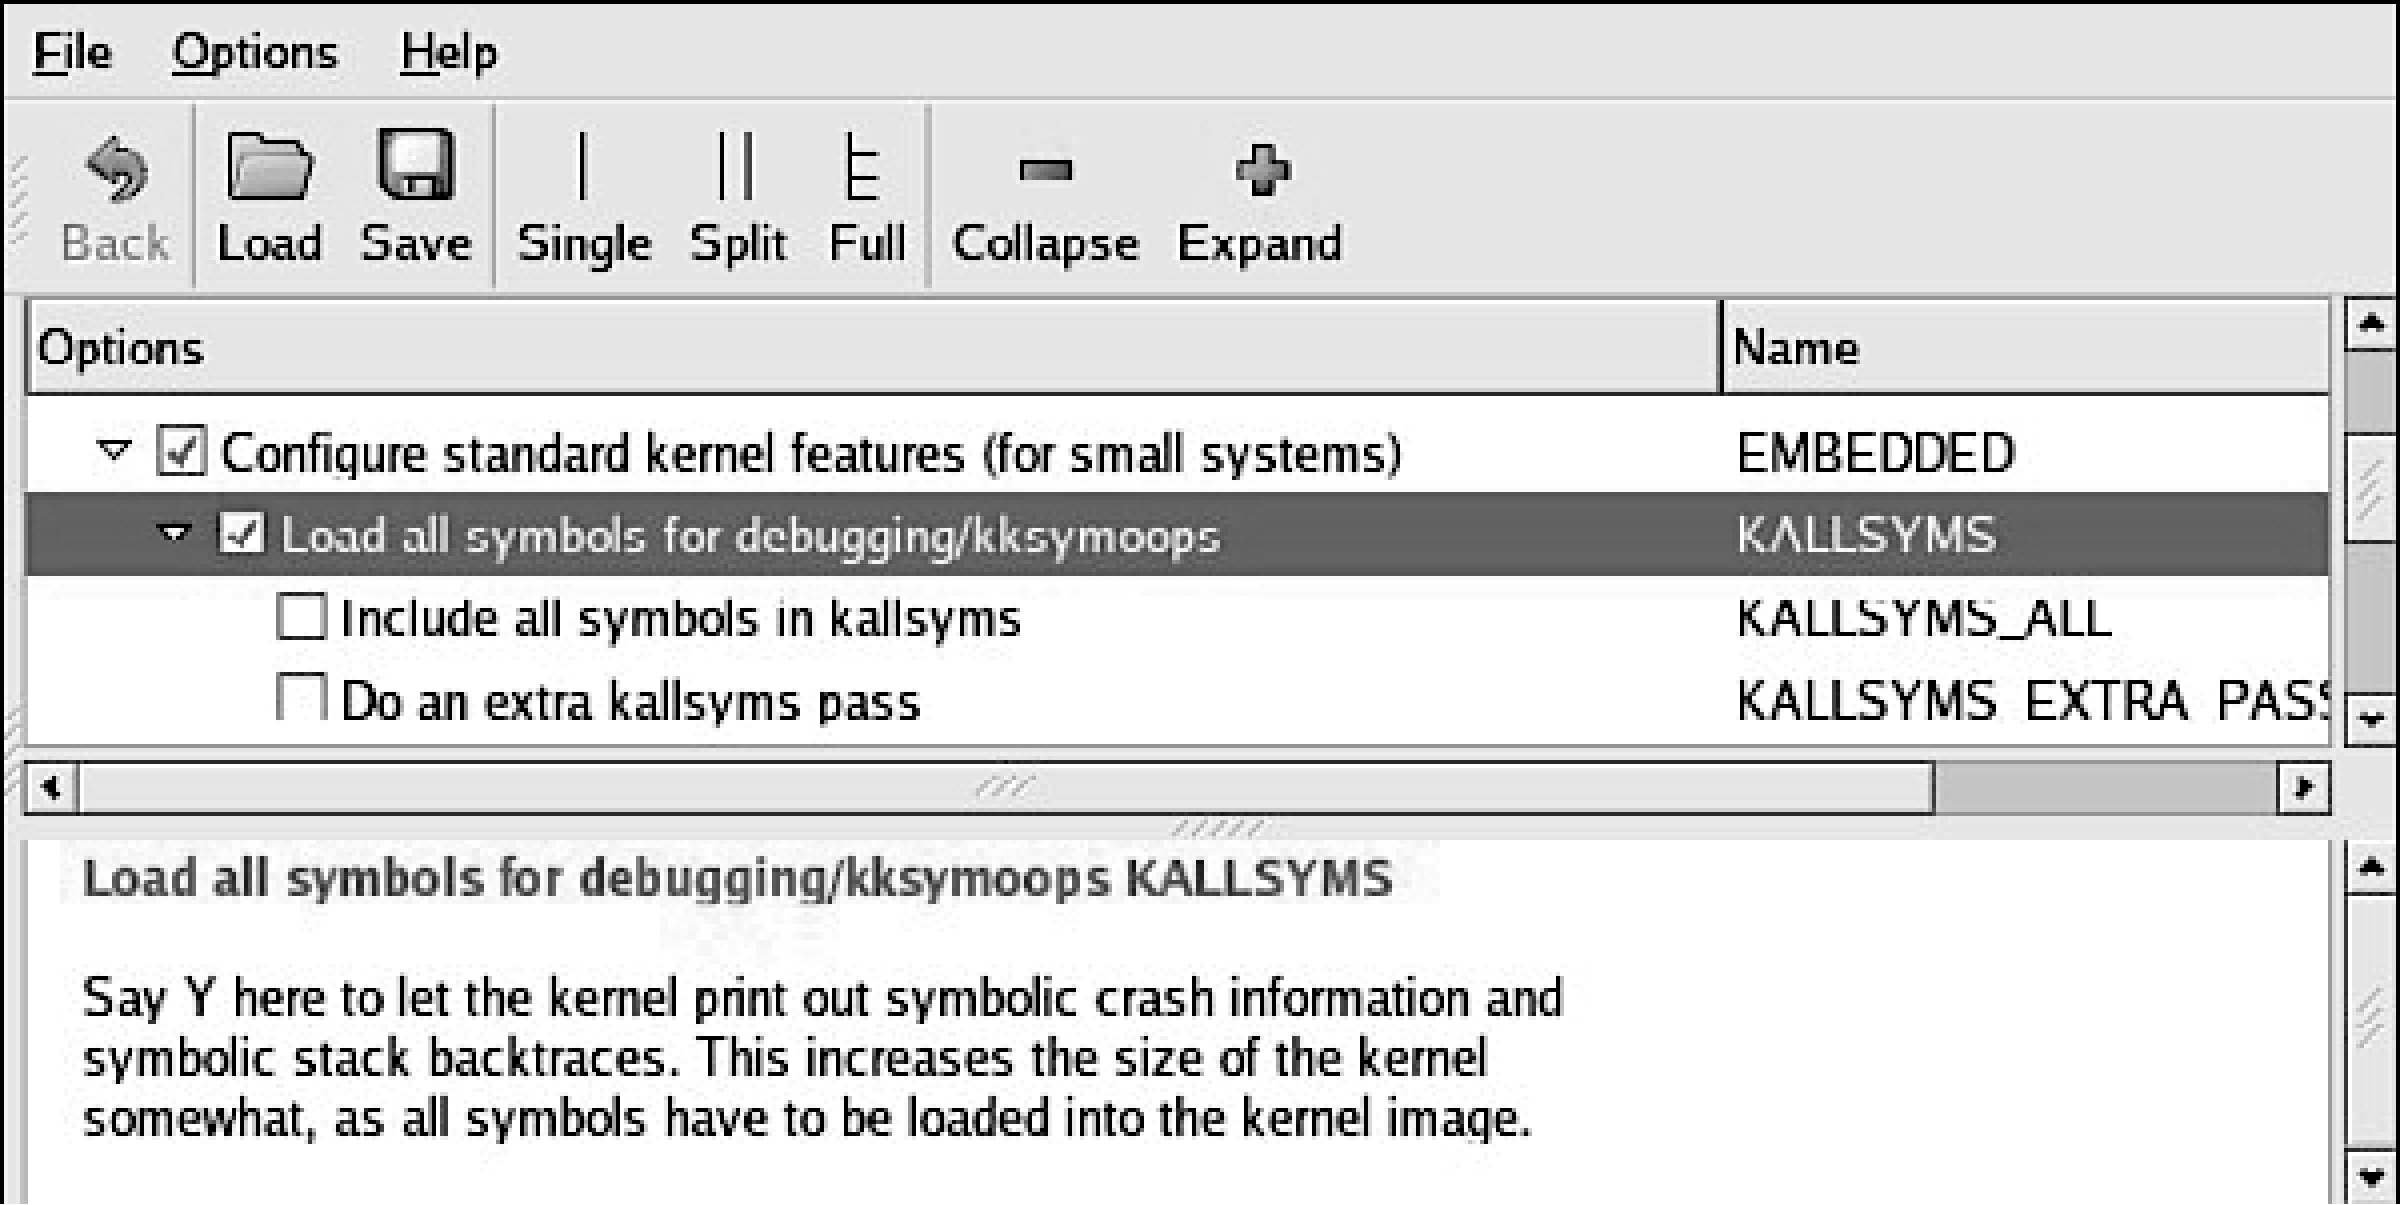 File Options Help
Back Load Save Single Split Full Collapse Expand
Options Name
Configure standard kernel features (for small systems) EMBEDDED
Load all symbols for debugging/kksymoops KALLSYMS
Include all symbols in kallsyms KALLSYMS_ALL
Do an extra kallsyms pass KALLSYMS_EXTRA_PASS
Load all symbols for debugging/kksymoops KALLSYMS
Say Y here to let the kernel print out symbolic crash information and
symbolic stack backtraces. This increases the size of the kernel
somewhat, as all symbols have to be loaded into the kernel image.